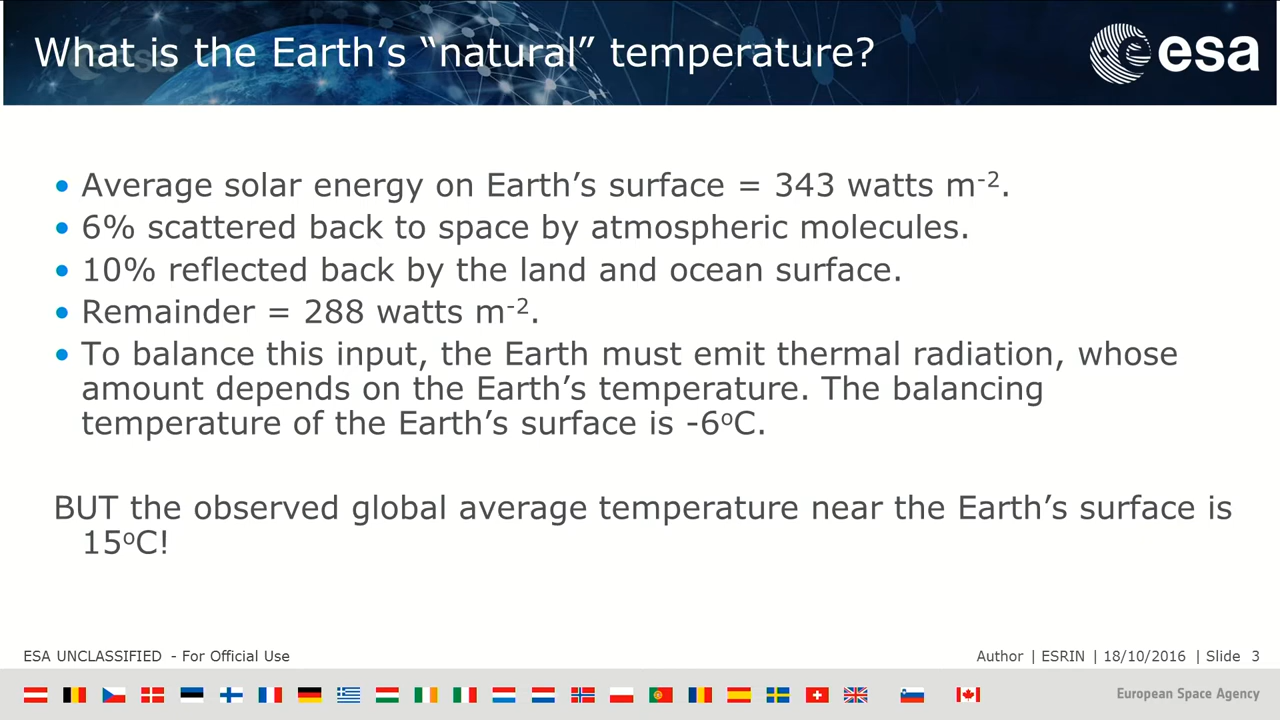 What is the Earth’s “natural” temperature?
esa
• Average solar energy on Earth’s surface = 343 watts m⁻².
• 6% scattered back to space by atmospheric molecules.
• 10% reflected back by the land and ocean surface.
• Remainder = 288 watts m⁻².
• To balance this input, the Earth must emit thermal radiation, whose
amount depends on the Earth’s temperature. The balancing
temperature of the Earth’s surface is -6ᵒC.
BUT the observed global average temperature near the Earth’s surface is
15ᵒC!
ESA UNCLASSIFIED - For Official Use
Author | ESRIN | 18/10/2016 | Slide 3
European Space Agency